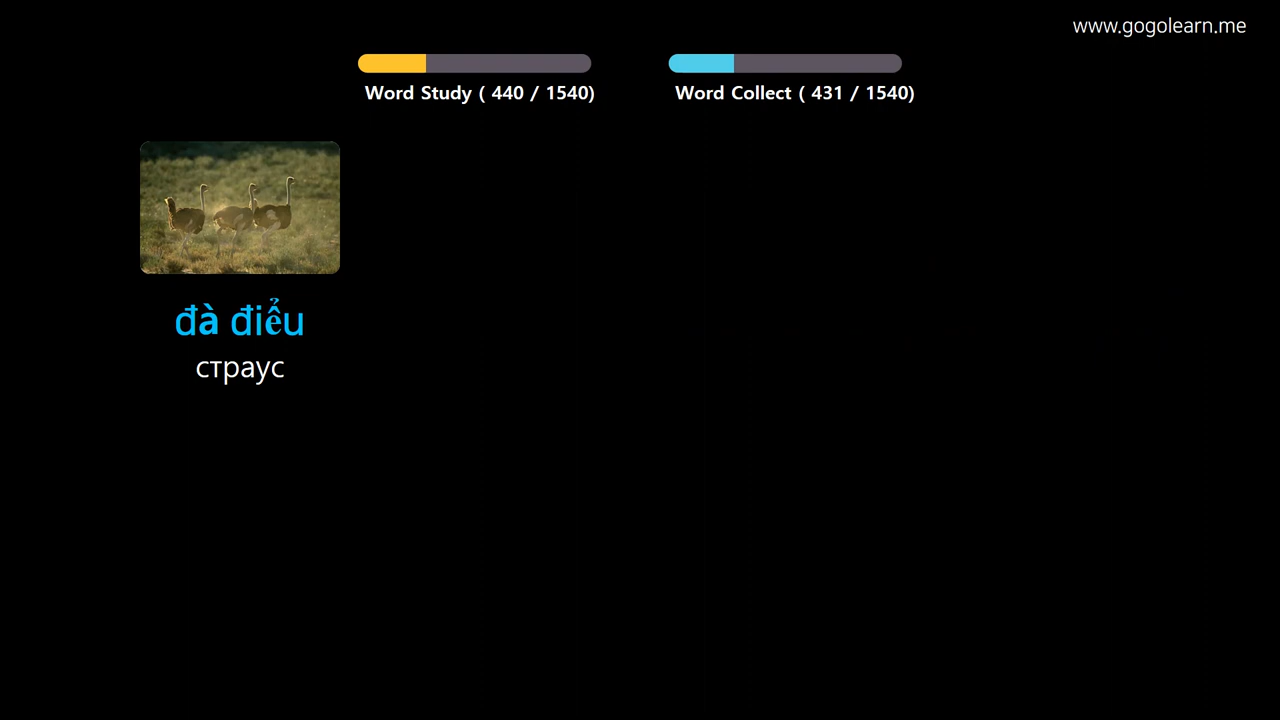 www.gogolearn.me
Word Study ( 440 / 1540)
Word Collect ( 431 / 1540)
đà điểu
страус